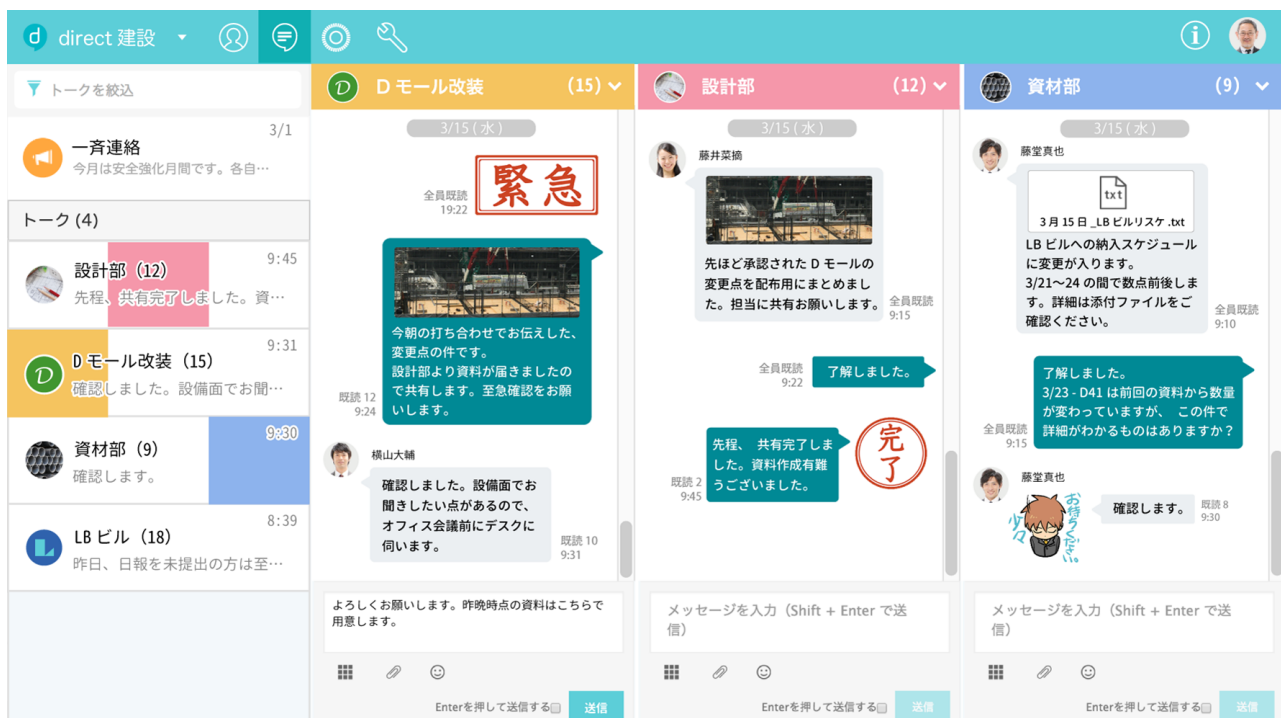 direct 建設
トークを絞込
一斉連絡
3/1
今月は安全強化月間です。各自…
トーク (4)
設計部（12）
9:45
先程、共有完了しました。資…
D モール改装（15）
9:31
確認しました。設備面でお聞…
資材部（9）
9:30
確認します。
LB ビル（18）
8:39
昨日、日報を未提出の方は至…
D モール改装
(15)
3/15 ( 水 )
緊急
全員既読
19:22
今朝の打ち合わせでお伝えした、
変更点の件です。
設計部より資料が届きましたの
で共有します。至急確認をお願
いします。
既読 12
9:24
横山大輔
確認しました。設備面でお
聞きしたい点があるので、
オフィス会議前にデスクに
伺います。
既読 10
9:31
よろしくお願いします。昨晩時点の資料はこちらで
用意します。
Enterを押して送信する
送信
設計部
(12)
3/15 ( 水 )
藤井菜摘
先ほど承認された D モールの
変更点を配布用にまとめまし
た。担当に共有お願いします。
全員既読
9:15
了解しました。
全員既読
9:22
先程、 共有完了しま
した。資料作成有難
うございました。
既読 2
9:45
完了
メッセージを入力（Shift + Enter で送
信）
Enterを押して送信する
送信
資材部
(9)
3/15 ( 水 )
藤堂真也
txt
3 月 15 日 _LB ビルリスケ .txt
LB ビルへの納入スケジュール
に変更が入ります。
3/21〜24 の間で数点前後しま
す。詳細は添付ファイルをご
確認ください。
全員既読
9:10
了解しました。
3/23 - D41 は前回の資料から数量
が変わっていますが、 この件で
詳細がわかるものはありますか？
全員既読
9:15
藤堂真也
少々
お待ちください。
確認します。
既読 8
9:30
メッセージを入力（Shift + Enter で送
信）
Enterを押して送信する
送信